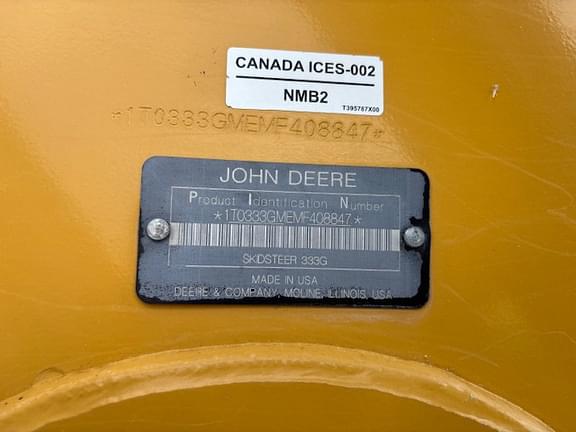 CANADA ICES-002
NMB2
T395767X00
*1T0333GMEMF408847*
JOHN DEERE
Product Identification Number
*1T0333GMEMF408847*
SKIDSTEER 333G
MADE IN USA
DEERE & COMPANY, MOLINE, ILLINOIS, USA